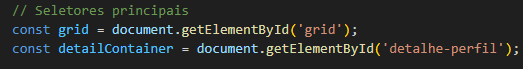 // Seletores principais
const grid = document.getElementById('grid');
const detailContainer = document.getElementById('detalhe-perfil');